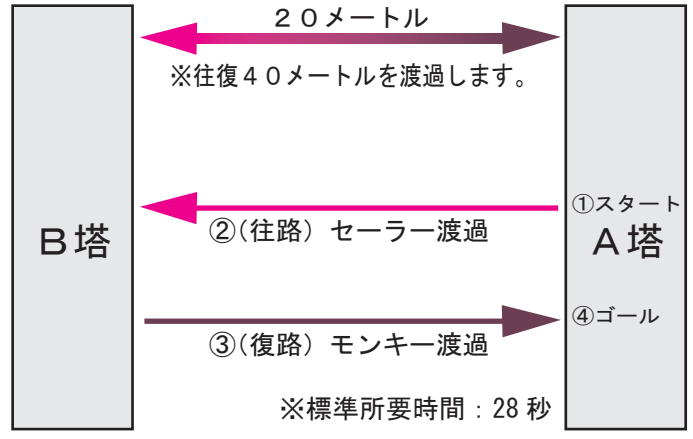 20メートル
※往復40メートルを渡過します。
①スタート
②(往路) セーラー渡過
B塔
A塔
③(復路) モンキー渡過
④ゴール
※標準所要時間:28秒